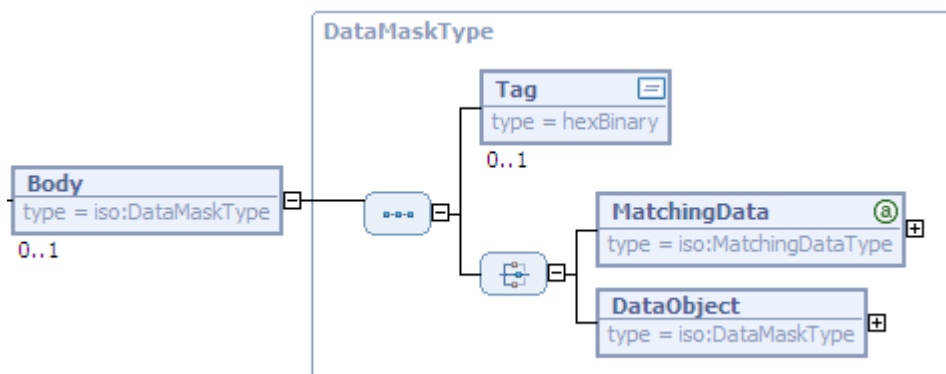 DataMaskType
Tag
type = hexBinary
0..1
Body
type = iso:DataMaskType
0..1
MatchingData a
type = iso:MatchingDataType
DataObject
type = iso:DataMaskType